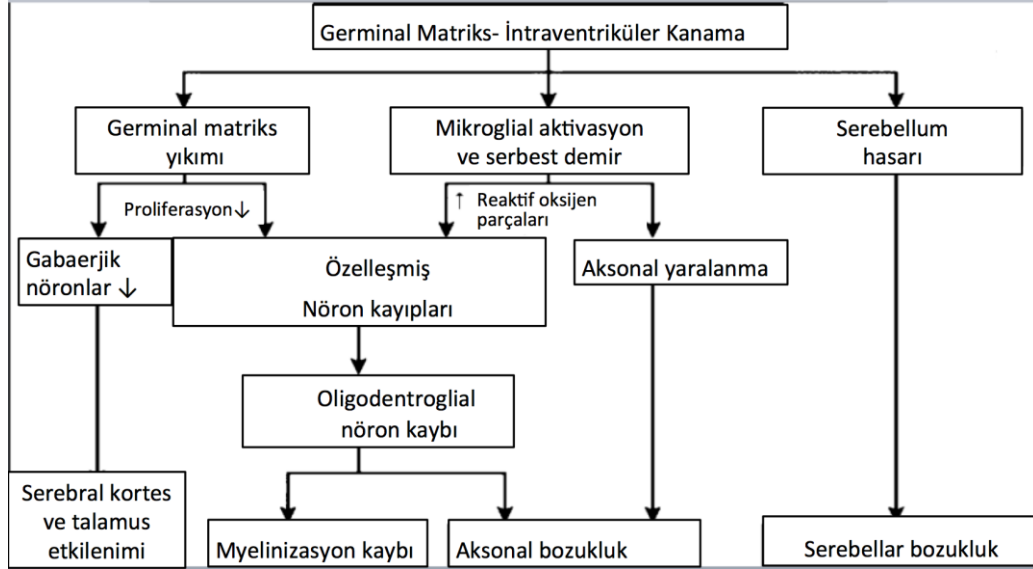 Germinal Matriks- İntraventriküler Kanama
Germinal matriks
yıkımı
Mikroglial aktivasyon
ve serbest demir
Serebellum
hasarı
Proliferasyon↓
↑ Reaktif oksijen
parçaları
Gabaerjik
nöronlar ↓
Özelleşmiş
Nöron kayıpları
Aksonal yaralanma
Oligodentroglial
nöron kaybı
Serebral kortes
ve talamus
etkilenimi
Myelinizasyon kaybı
Aksonal bozukluk
Serebellar bozukluk